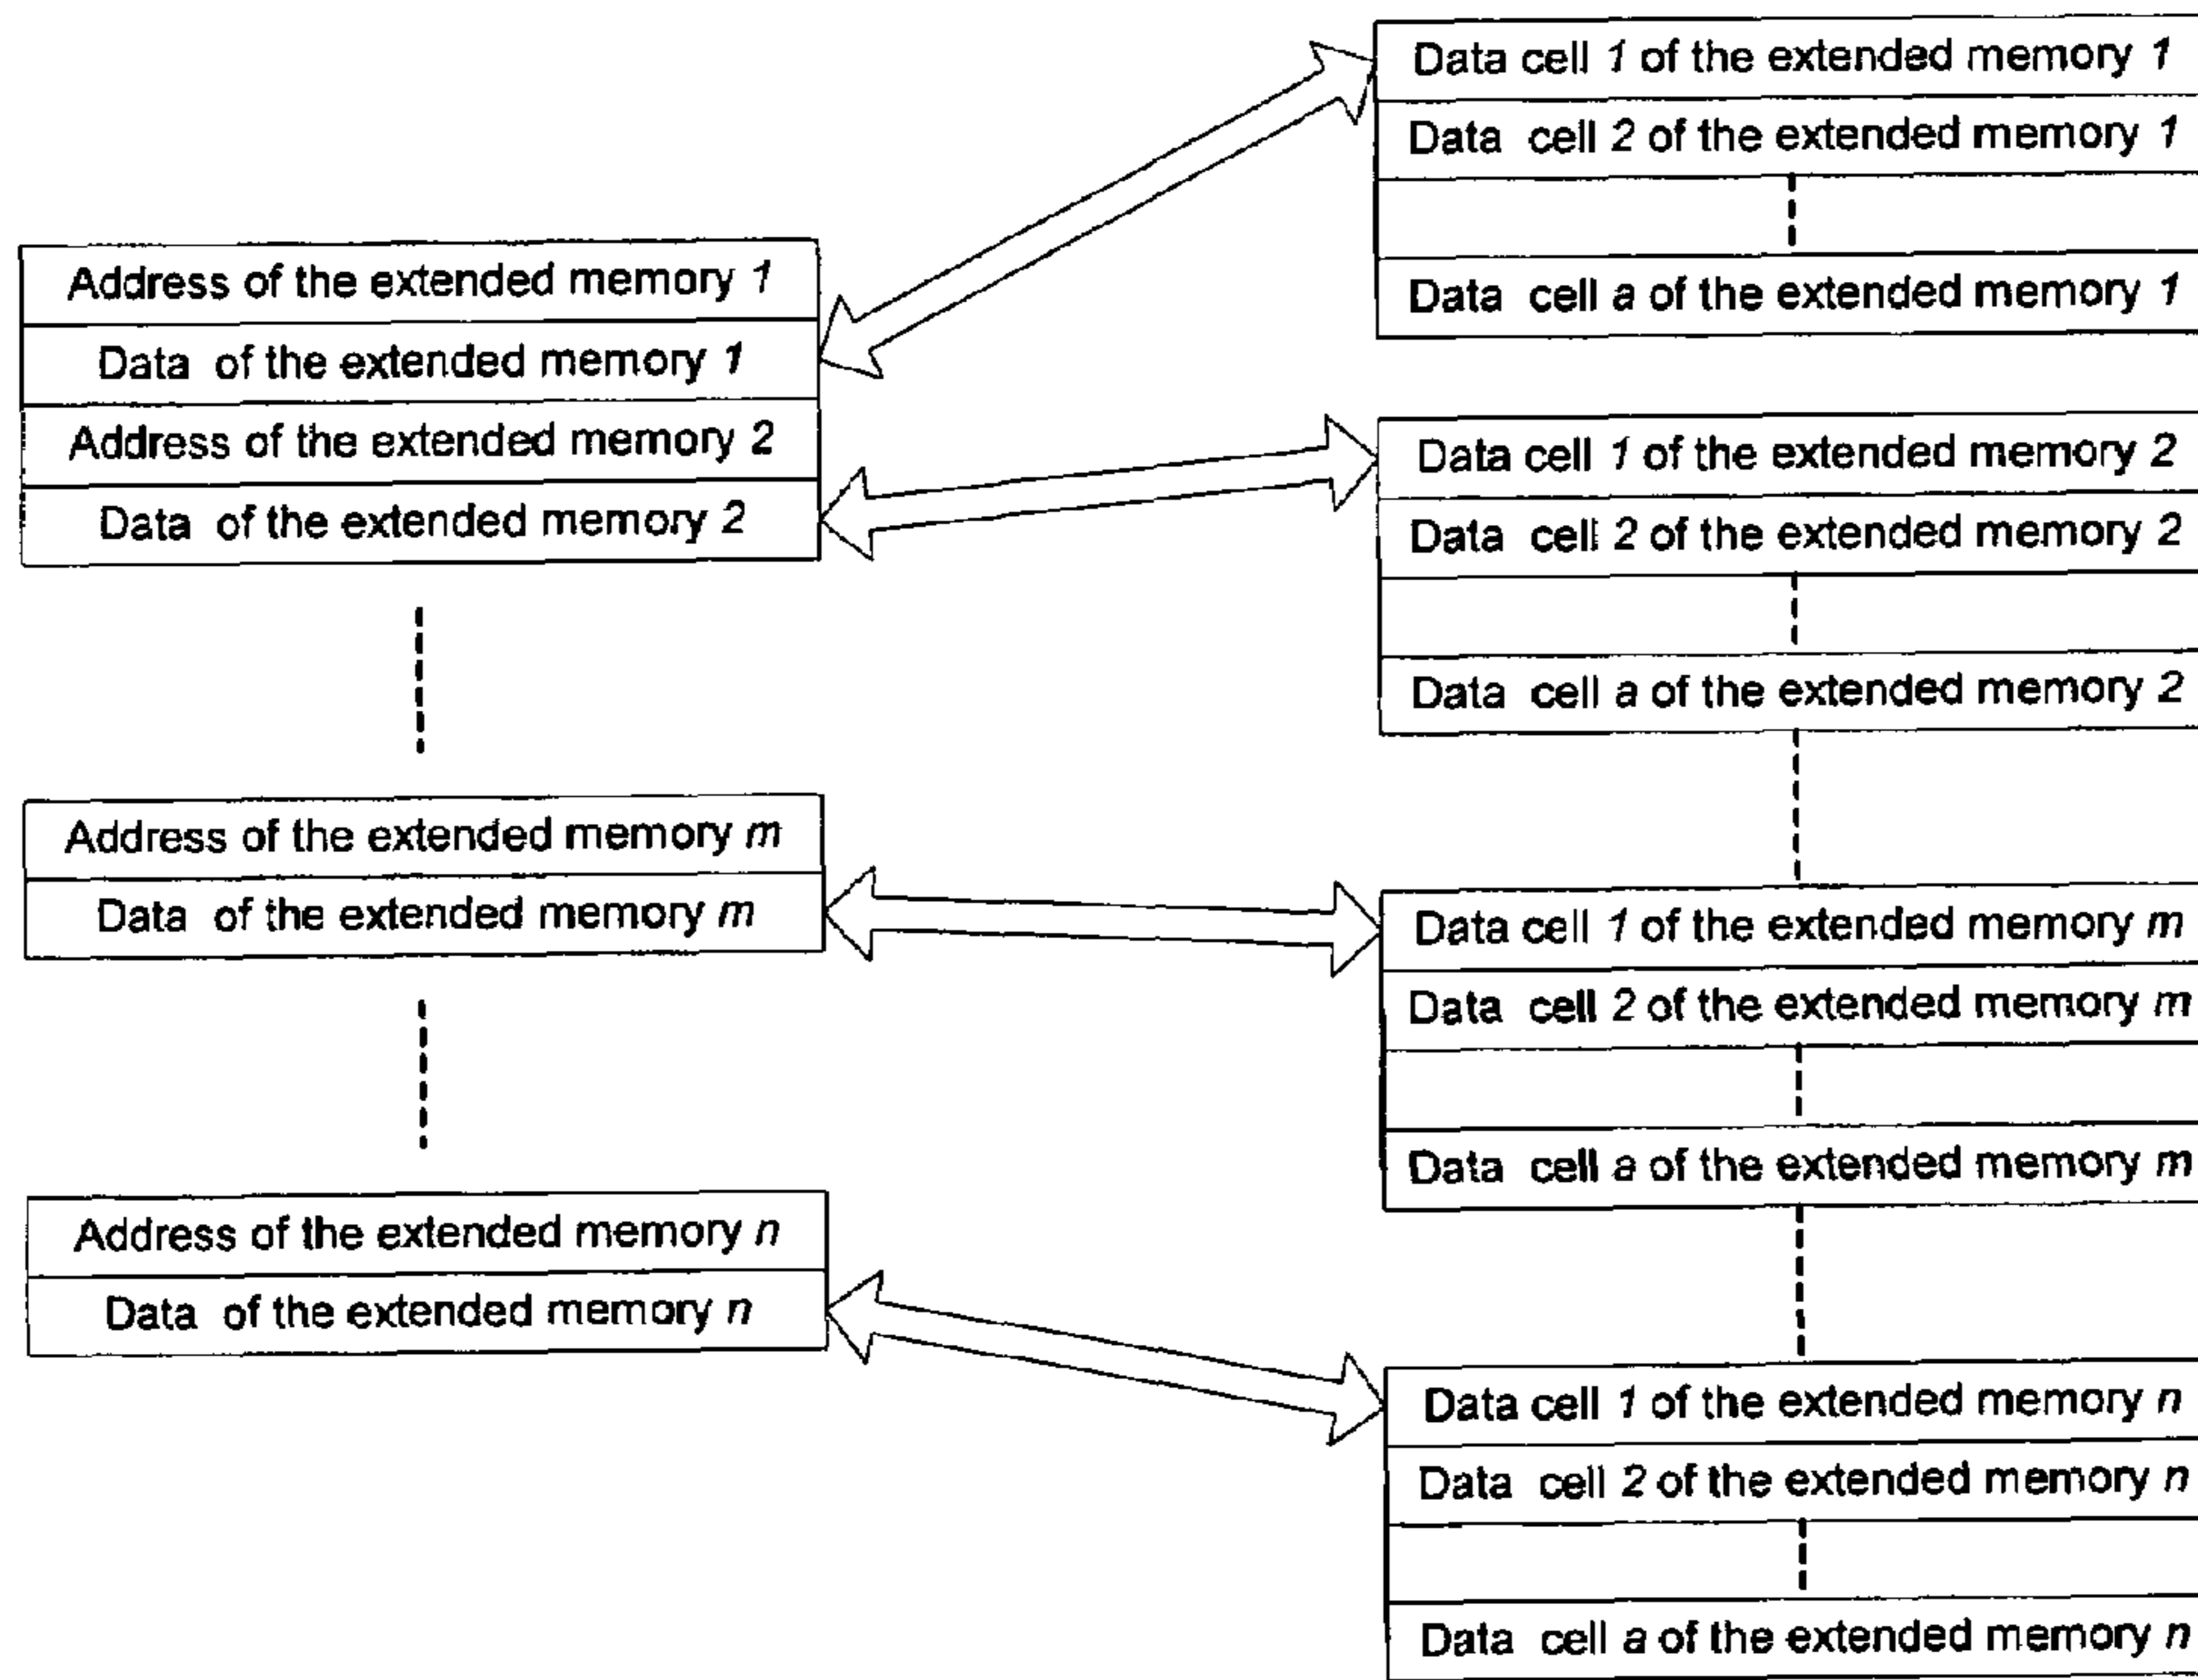 Address of the extended memory 1
Data of the extended memory 1
Address of the extended memory 2
Data of the extended memory 2
Address of the extended memory m
Data of the extended memory m
Address of the extended memory n
Data of the extended memory n
Data cell 1 of the extended memory 1
Data cell 2 of the extended memory 1
Data cell a of the extended memory 1
Data cell 1 of the extended memory 2
Data cell 2 of the extended memory 2
Data cell a of the extended memory 2
Data cell 1 of the extended memory m
Data cell 2 of the extended memory m
Data cell a of the extended memory m
Data cell 1 of the extended memory n
Data cell 2 of the extended memory n
Data cell a of the extended memory n